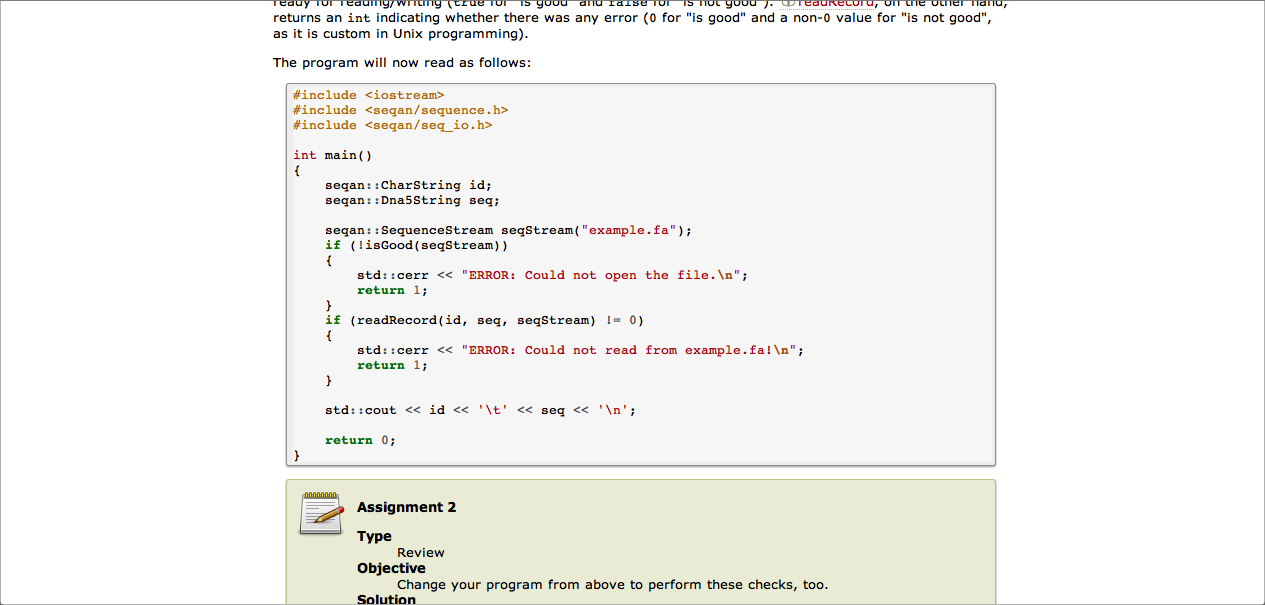 ready for reading/writing (true for "is good" and false for "is not good"). readRecord, on the other hand,
returns an int indicating whether there was any error (0 for "is good" and a non-0 value for "is not good",
as it is custom in Unix programming).
The program will now read as follows:
#include <iostream>
#include <seqan/sequence.h>
#include <seqan/seq_io.h>
int main()
{
    seqan::CharString id;
    seqan::Dna5String seq;
    seqan::SequenceStream seqStream("example.fa");
    if (!isGood(seqStream))
    {
        std::cerr << "ERROR: Could not open the file.\n";
        return 1;
    }
    if (readRecord(id, seq, seqStream) != 0)
    {
        std::cerr << "ERROR: Could not read from example.fa!\n";
        return 1;
    }
    std::cout << id << '\t' << seq << '\n';
    return 0;
}
Assignment 2
Type
Review
Objective
Change your program from above to perform these checks, too.
Solution